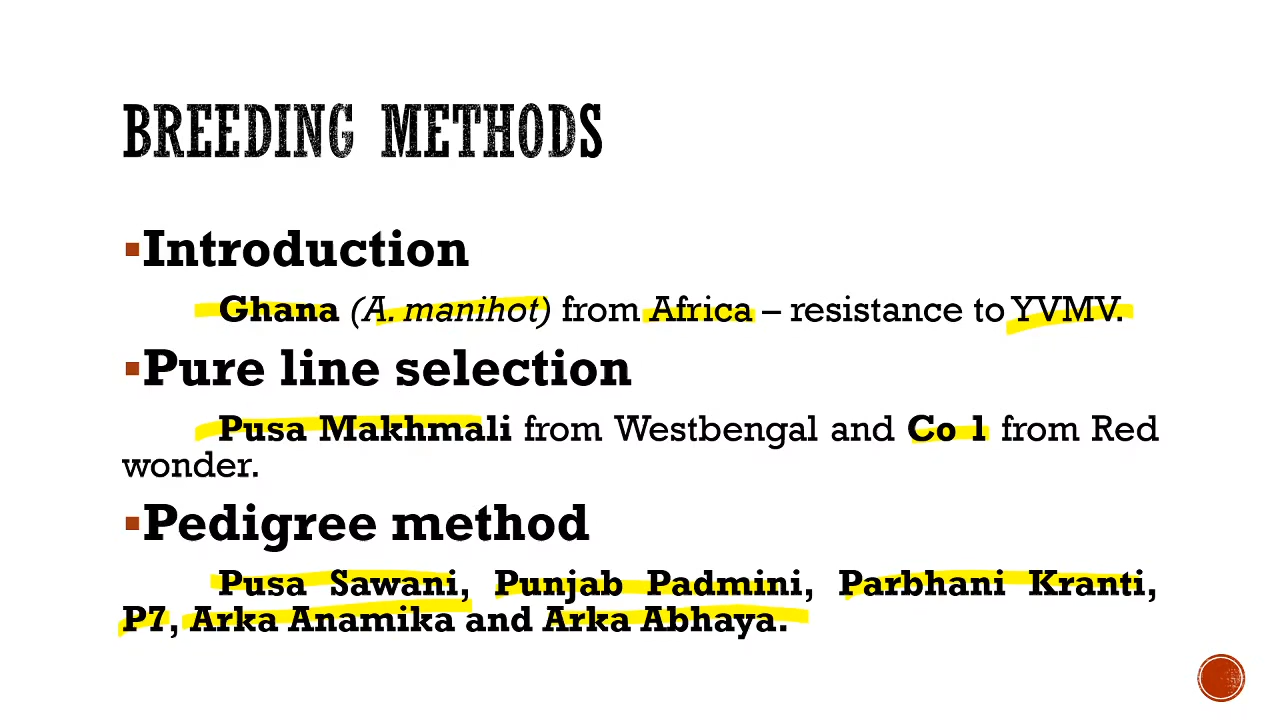 BREEDING METHODS
▪Introduction
Ghana (A. manihot) from Africa – resistance to YVMV.
▪Pure line selection
Pusa Makhmali from Westbengal and Co 1 from Red
wonder.
▪Pedigree method
Pusa Sawani, Punjab Padmini, Parbhani Kranti,
P7, Arka Anamika and Arka Abhaya.